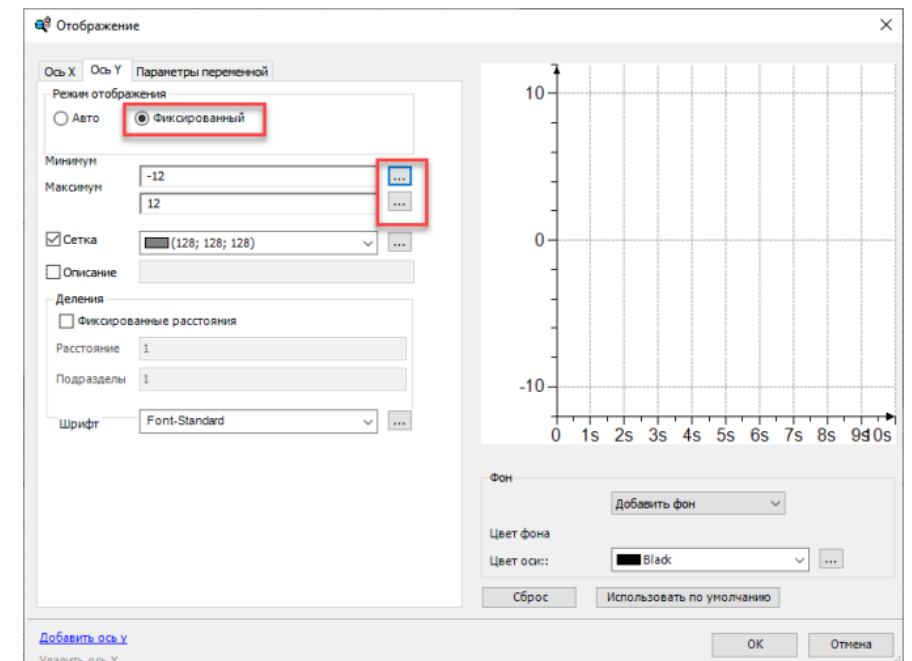 Отображение
Ось X Ось Y Параметры переменной
Режим отображения
Авто Фиксированный
Минимум
-12 ...
Максимум
12 ...
Сетка (128; 128; 128) ...
Описание
Деления
Фиксированные расстояния
Расстояние 1
Подразделы 1
Шрифт Font-Standard ...
10
0
-10
0 1s 2s 3s 4s 5s 6s 7s 8s 9s 10s
Фон
Добавить фон
Цвет фона
Цвет оси:: Black ...
Сброс Использовать по умолчанию
Добавить ось y
OK Отмена
Удалить ось Y